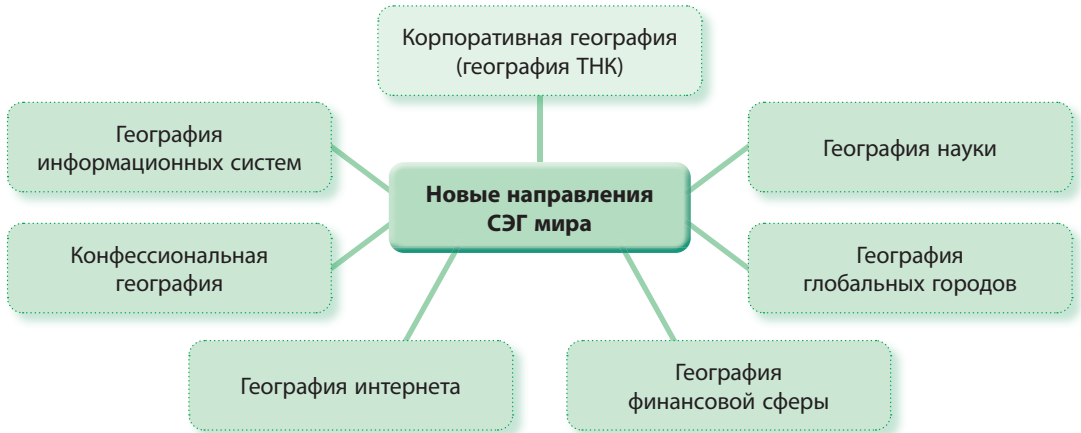 Корпоративная география
(география ТНК)
География
информационных систем
География науки
Новые направления
СЭГ мира
Конфессиональная
география
География
глобальных городов
География интернета
География
финансовой сферы